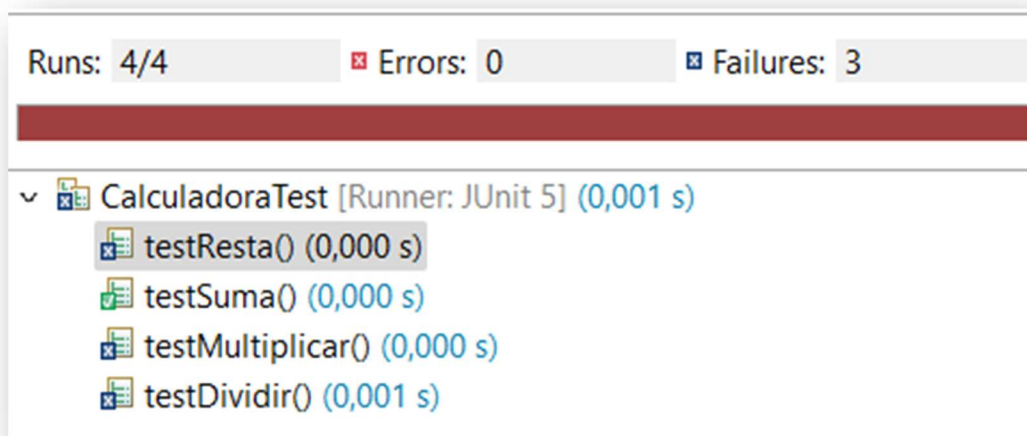 Runs: 4/4 Errors: 0 Failures: 3
CalculadoraTest [Runner: JUnit 5] (0,001 s)
testResta() (0,000 s)
testSuma() (0,000 s)
testMultiplicar() (0,000 s)
testDividir() (0,001 s)